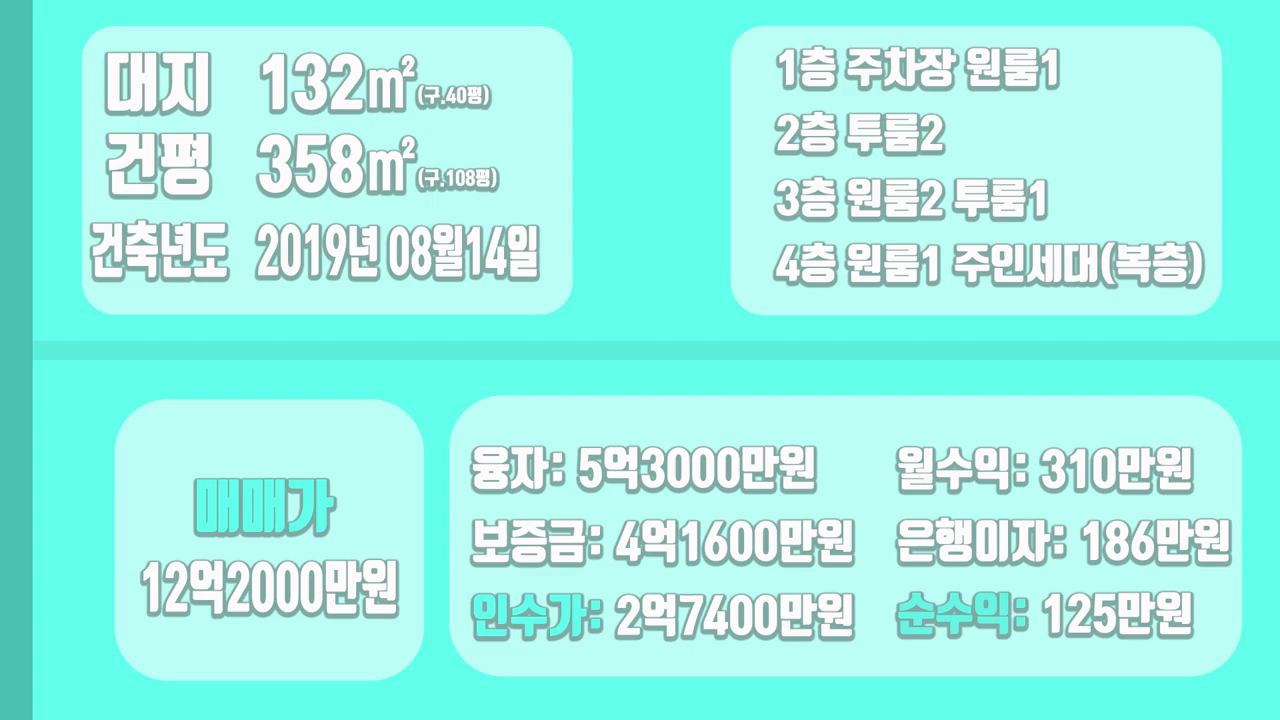 대지 132㎡(구.40평)
건평 358㎡(구.108평)
건축년도 2019년 08월14일
1층 주차장 원룸1
2층 투룸2
3층 원룸2 투룸1
4층 원룸1 주인세대(복층)
매매가
12억2000만원
융자: 5억3000만원
보증금: 4억1600만원
인수가: 2억7400만원
월수익: 310만원
은행이자: 186만원
순수익: 125만원